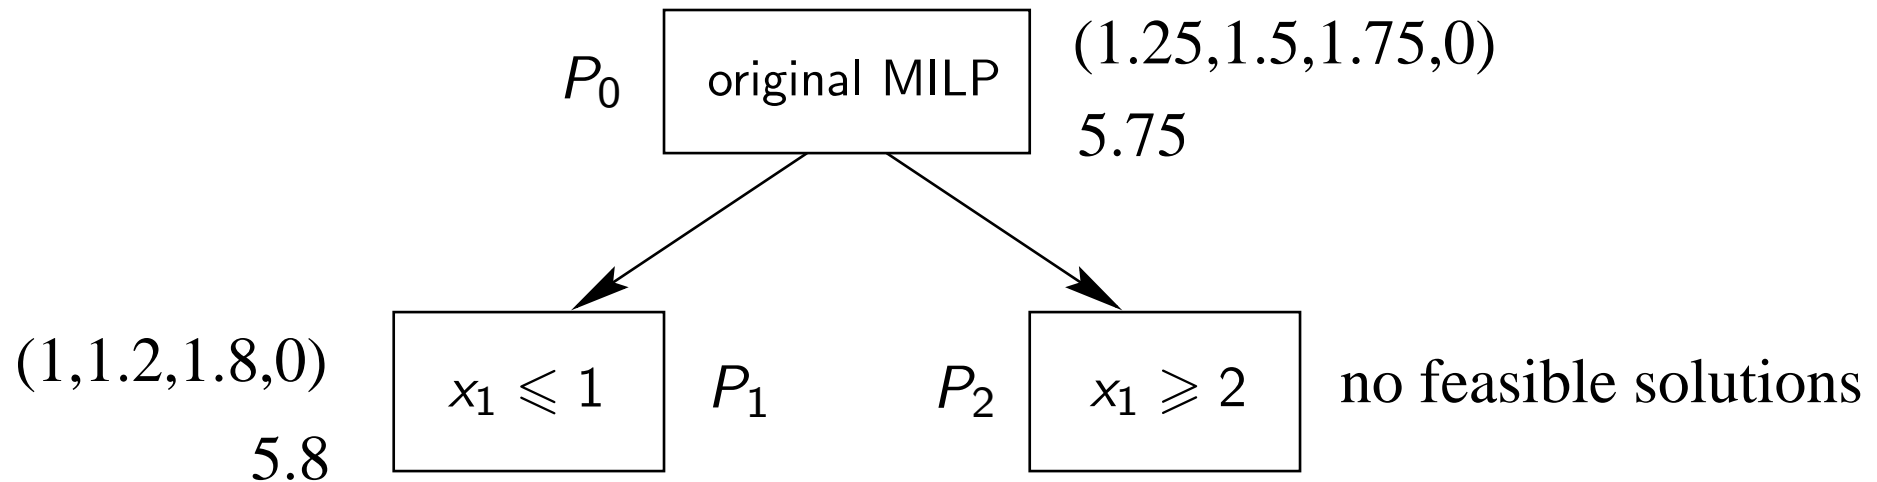 P₀ original MILP (1.25,1.5,1.75,0)
5.75
(1,1.2,1.8,0)
5.8
x₁ ⩽ 1 P₁
P₂ x₁ ⩾ 2 no feasible solutions